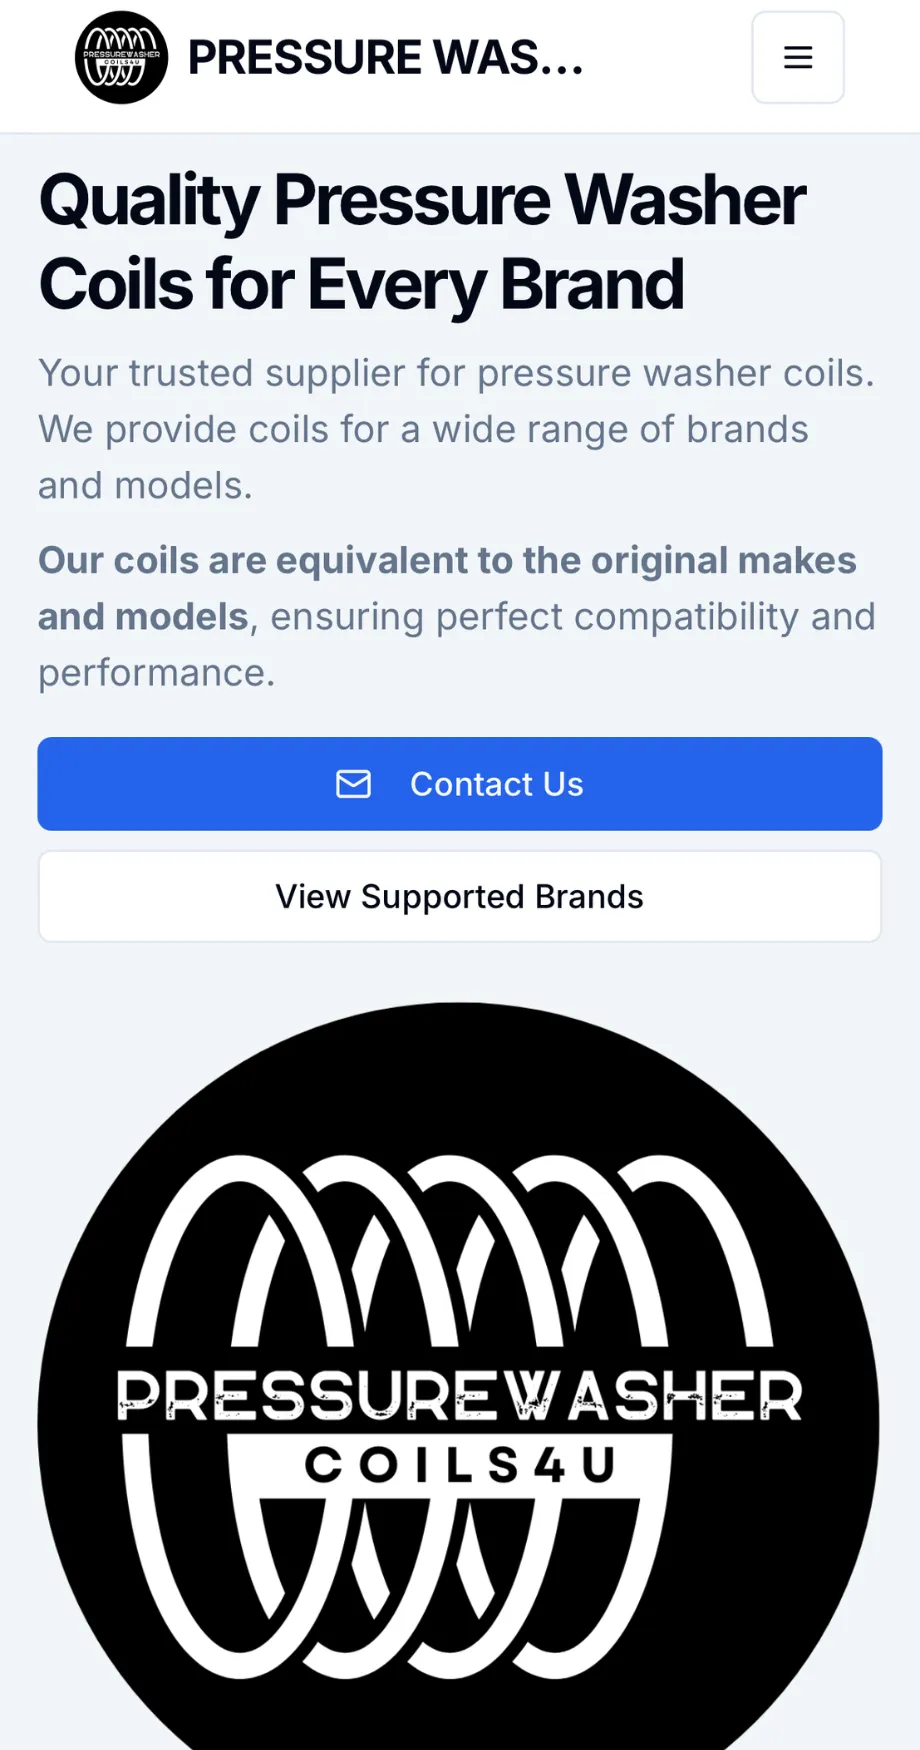 PRESSUREWASHER
COILS4U
PRESSURE WAS...
Quality Pressure Washer
Coils for Every Brand
Your trusted supplier for pressure washer coils.
We provide coils for a wide range of brands
and models.
Our coils are equivalent to the original makes
and models, ensuring perfect compatibility and
performance.
Contact Us
View Supported Brands
PRESSUREWASHER
COILS4U